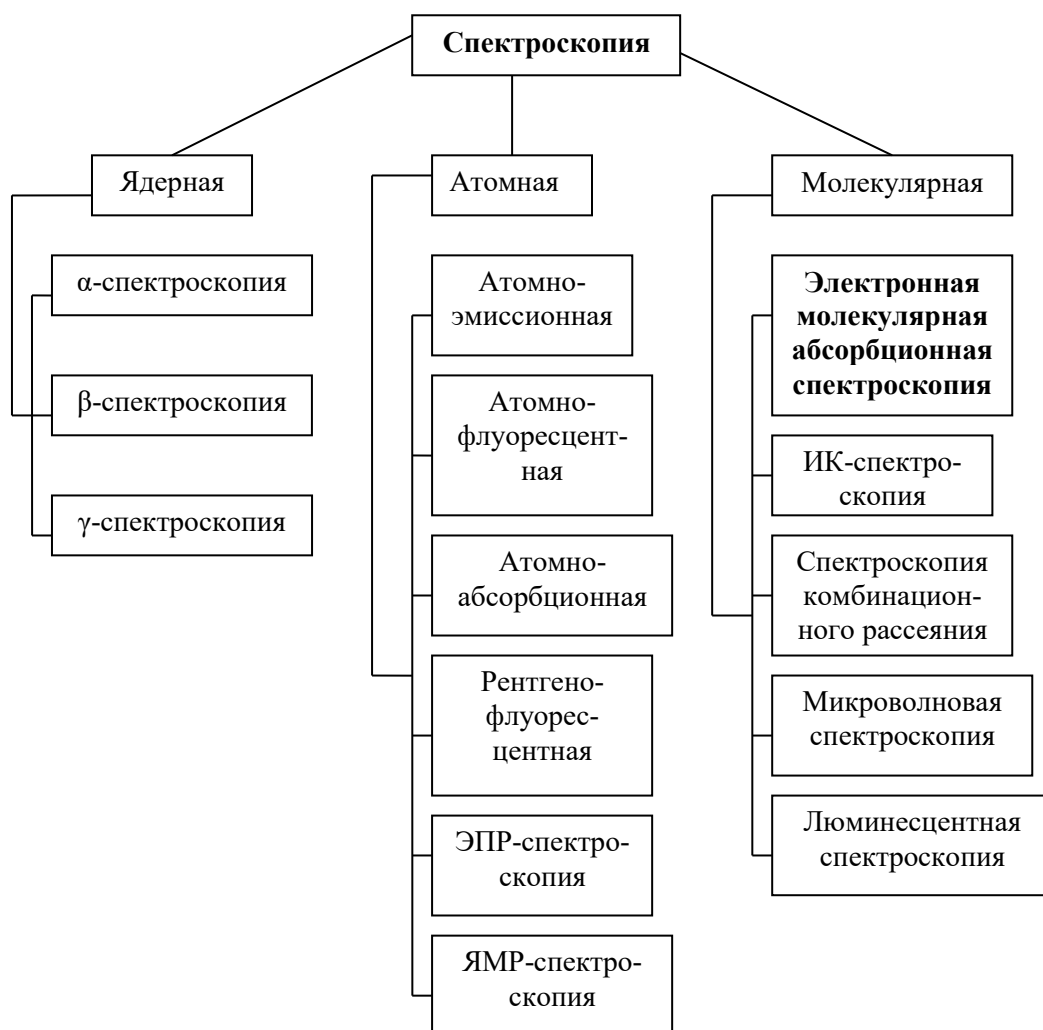 Спектроскопия
Ядерная
α-спектроскопия
β-спектроскопия
γ-спектроскопия
Атомная
Атомно-
эмиссионная
Атомно-
флуоресцент-
ная
Атомно-
абсорбционная
Рентгено-
флуорес-
центная
ЭПР-спектро-
скопия
ЯМР-спектро-
скопия
Молекулярная
Электронная
молекулярная
абсорбционная
спектроскопия
ИК-спектро-
скопия
Спектроскопия
комбинацион-
ного рассеяния
Микроволновая
спектроскопия
Люминесцентная
спектроскопия